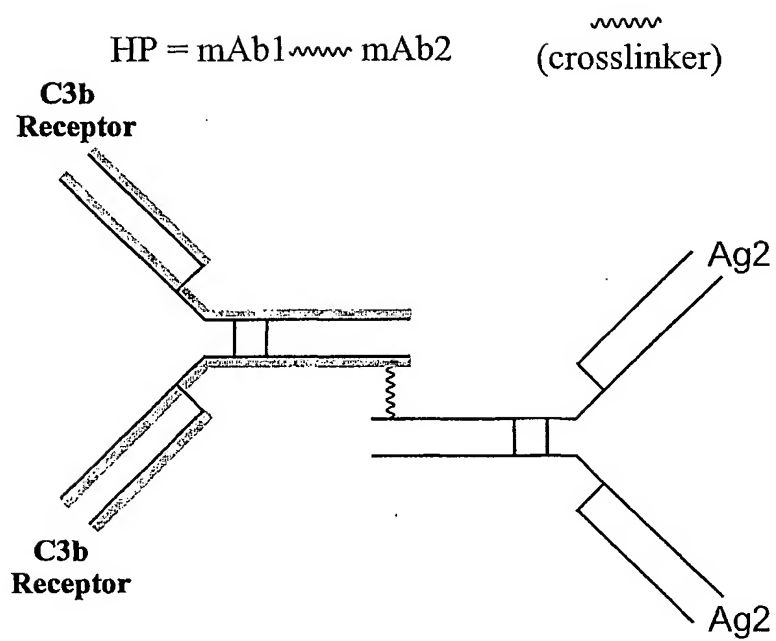 HP = mAb1 mAb2
(crosslinker)
C3b
Receptor
Ag2
C3b
Receptor
Ag2